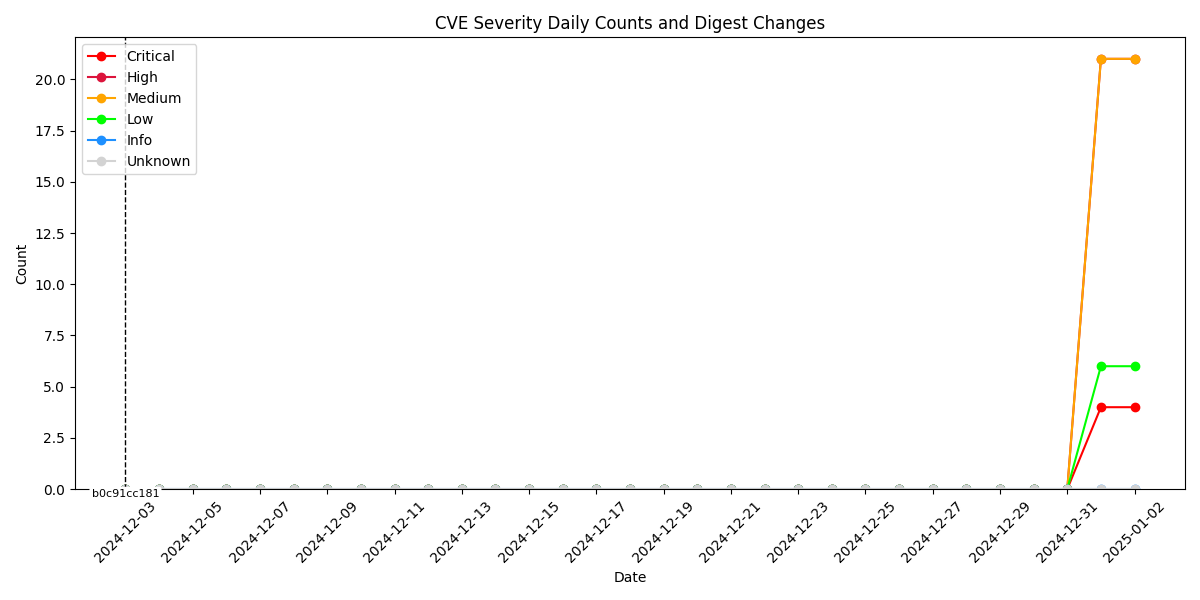 CVE Severity Daily Counts and Digest Changes
Critical
High
Medium
Low
Info
Unknown
20.0
17.5
15.0
12.5
10.0
7.5
5.0
2.5
0.0
Count
b0c91cc181
2024-12-03
2024-12-05
2024-12-07
2024-12-09
2024-12-11
2024-12-13
2024-12-15
2024-12-17
2024-12-19
2024-12-21
2024-12-23
2024-12-25
2024-12-27
2024-12-29
2024-12-31
2025-01-02
Date